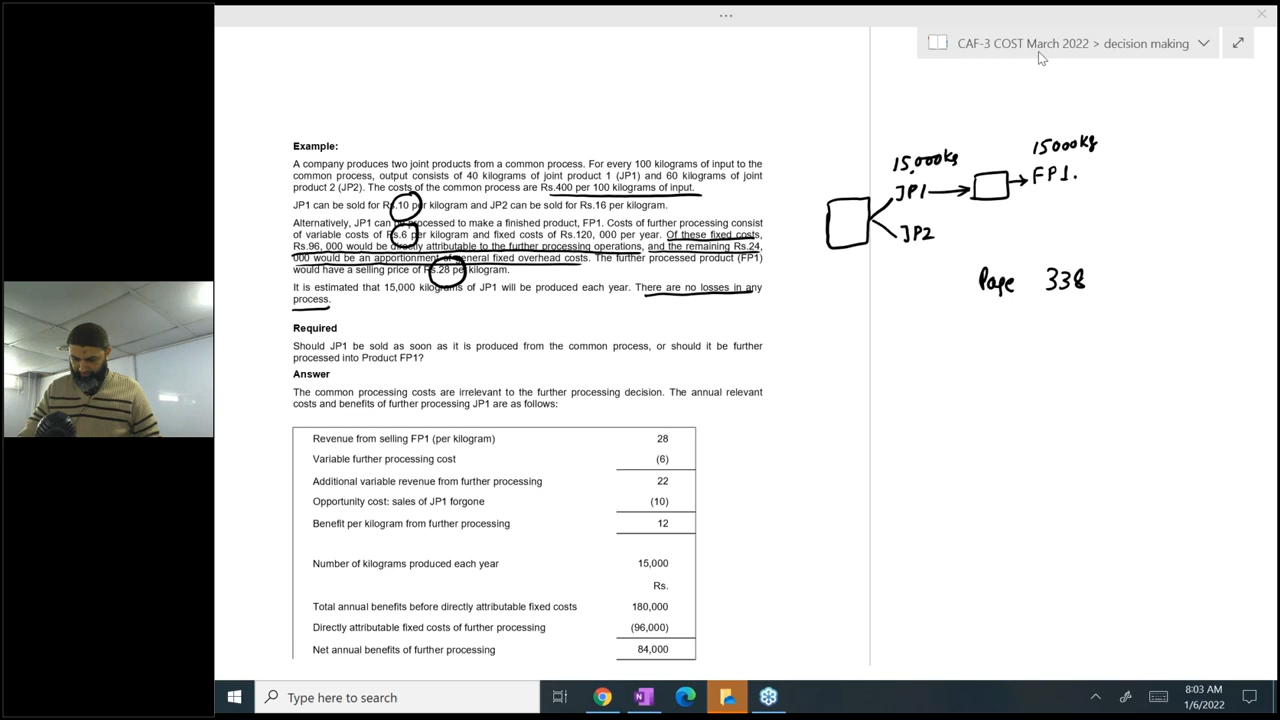 CAF-3 COST March 2022 > decision making
Example:
A company produces two joint products from a common process. For every 100 kilograms of input to the
common process, output consists of 40 kilograms of joint product 1 (JP1) and 60 kilograms of joint
product 2 (JP2). The costs of the common process are Rs.400 per 100 kilograms of input.
JP1 can be sold for Rs.10 per kilogram and JP2 can be sold for Rs.16 per kilogram.
Alternatively, JP1 can be processed to make a finished product, FP1. Costs of further processing consist
of variable costs of Rs.6 per kilogram and fixed costs of Rs.120, 000 per year. Of these fixed costs,
Rs.96, 000 would be directly attributable to the further processing operations, and the remaining Rs.24,
000 would be an apportionment of general fixed overhead costs. The further processed product (FP1)
would have a selling price of Rs.28 per kilogram.
It is estimated that 15,000 kilograms of JP1 will be produced each year. There are no losses in any
process.
Required
Should JP1 be sold as soon as it is produced from the common process, or should it be further
processed into Product FP1?
Answer
The common processing costs are irrelevant to the further processing decision. The annual relevant
costs and benefits of further processing JP1 are as follows:
Revenue from selling FP1 (per kilogram) 28
Variable further processing cost (6)
Additional variable revenue from further processing 22
Opportunity cost: sales of JP1 forgone (10)
Benefit per kilogram from further processing 12
Number of kilograms produced each year 15,000
Rs.
Total annual benefits before directly attributable fixed costs 180,000
Directly attributable fixed costs of further processing (96,000)
Net annual benefits of further processing 84,000
15,000kg
15000kg
JP1
FP1.
JP2
Page 338
Type here to search
8:03 AM
1/6/2022